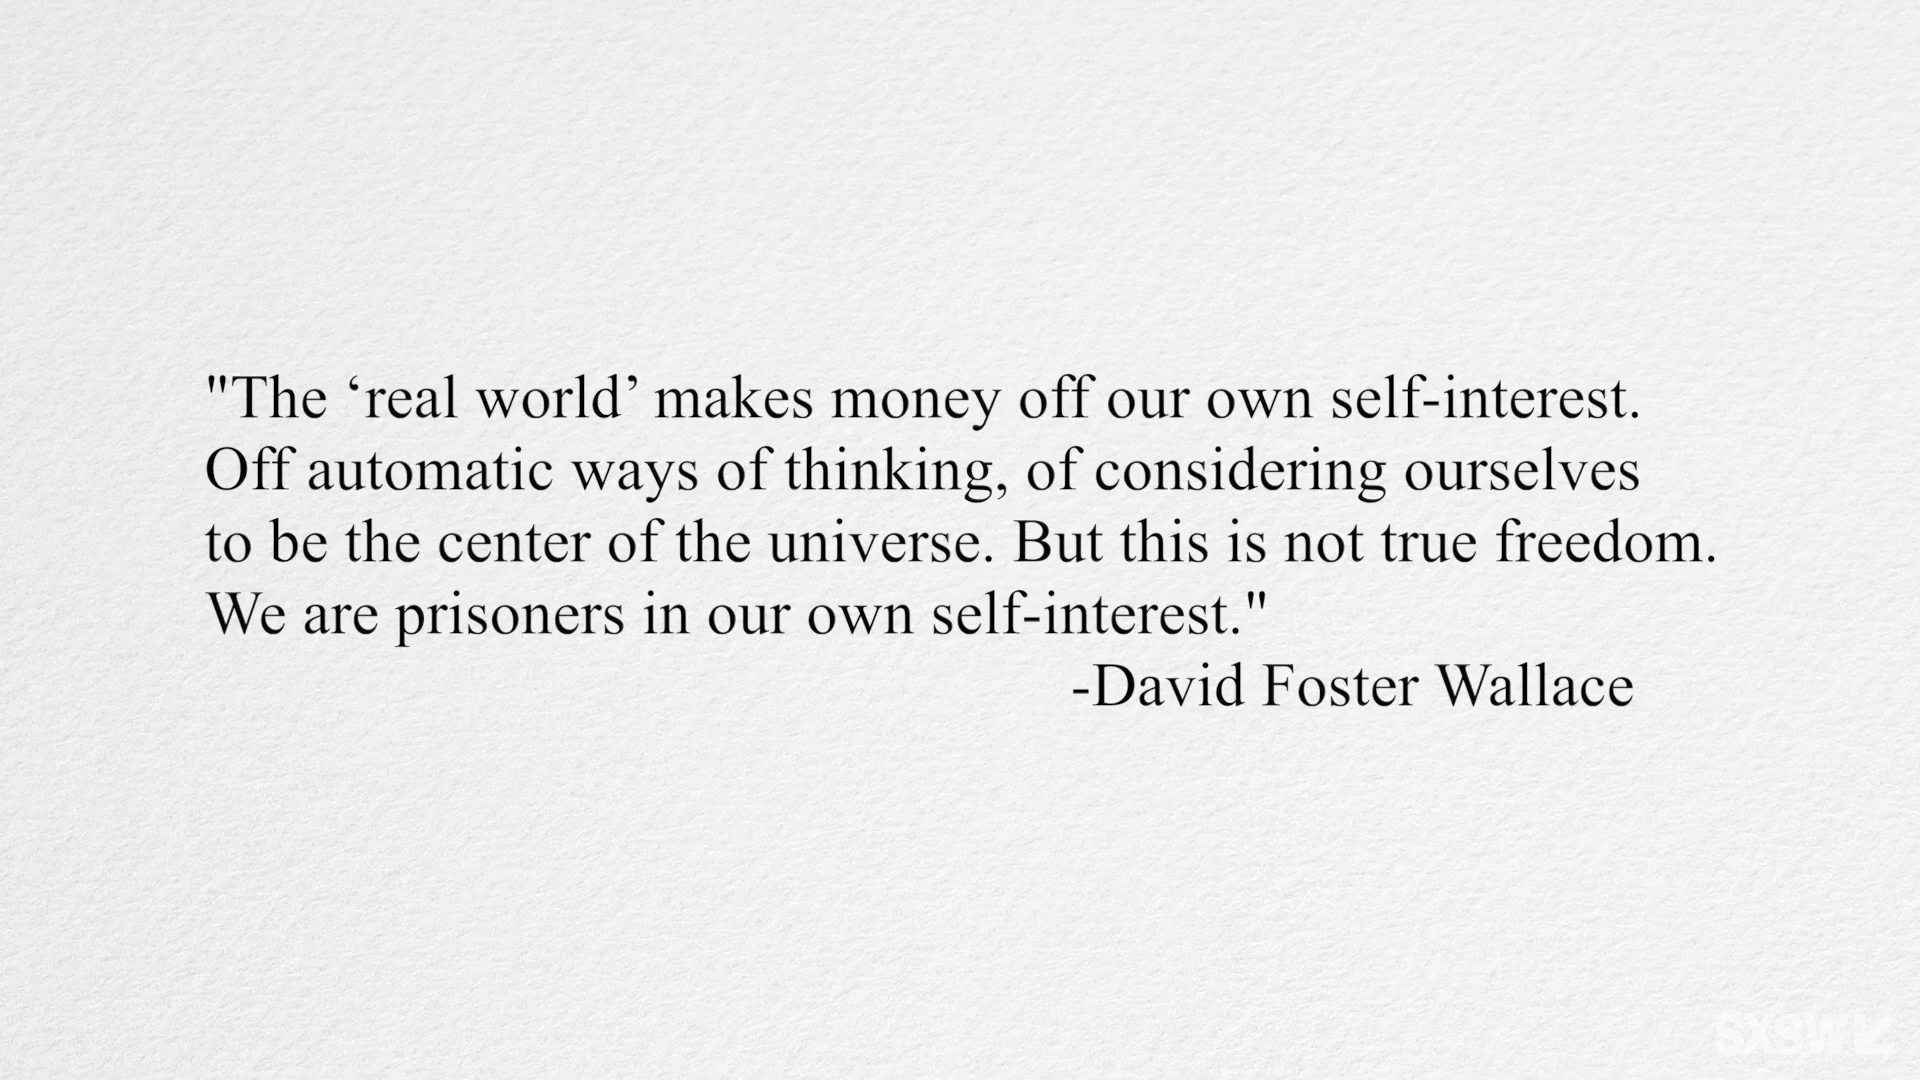 "The ‘real world’ makes money off our own self-interest.
Off automatic ways of thinking, of considering ourselves
to be the center of the universe. But this is not true freedom.
We are prisoners in our own self-interest."
-David Foster Wallace
SXSW